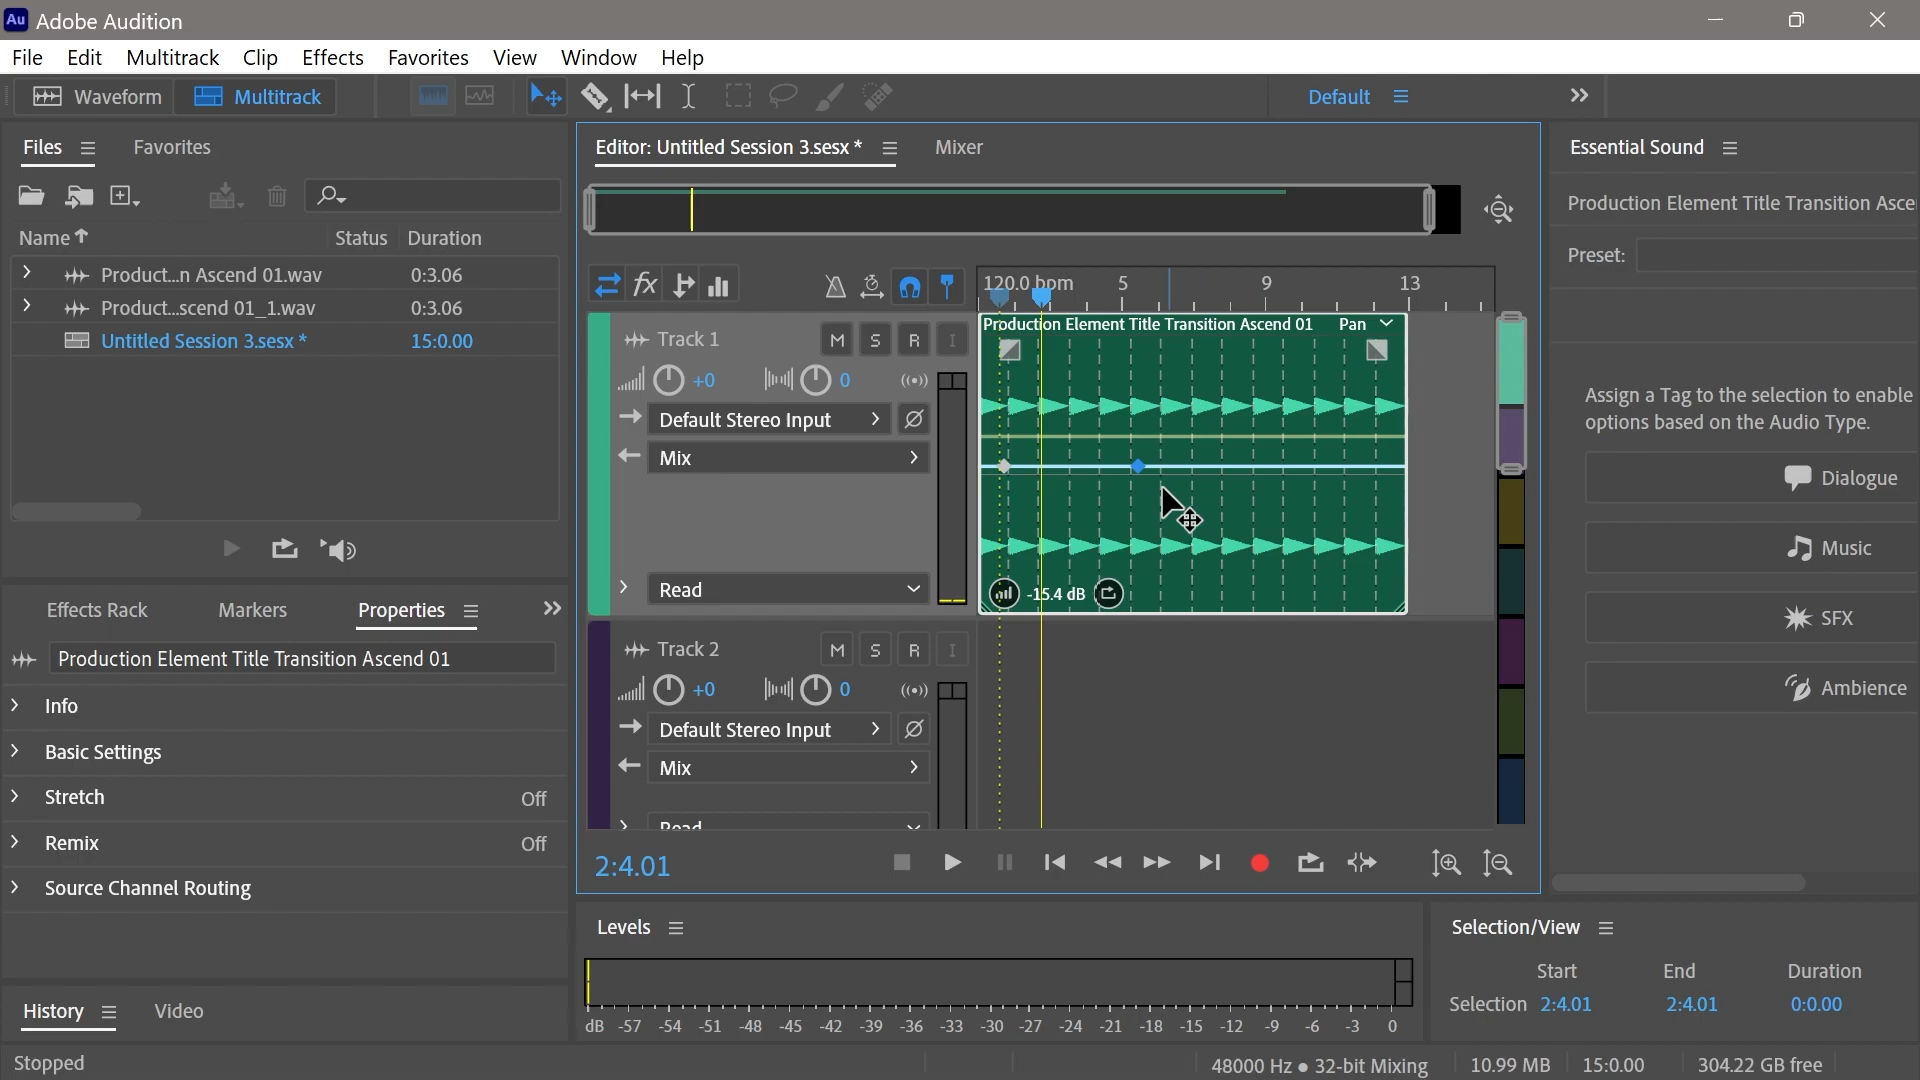 Au Adobe Audition
File Edit Multitrack Clip Effects Favorites View Window Help
Waveform Multitrack Default
Files Favorites
Name Status Duration
Product...n Ascend 01.wav 0:3.06
Product...scend 01_1.wav 0:3.06
Untitled Session 3.sesx * 15:0.00
Effects Rack Markers Properties
Production Element Title Transition Ascend 01
Info
Basic Settings
Stretch Off
Remix Off
Source Channel Routing
History Video
Editor: Untitled Session 3.sesx * Mixer
fx 120.0 bpm 5 9 13
Track 1 M S R I
+0 0
Default Stereo Input
Mix
Read
Production Element Title Transition Ascend 01 Pan
-15.4 dB
Track 2 M S R I
+0 0
Default Stereo Input
Mix
Read
2:4.01
Levels
dB -57 -54 -51 -48 -45 -42 -39 -36 -33 -30 -27 -24 -21 -18 -15 -12 -9 -6 -3 0
Essential Sound
Production Element Title Transition Asce
Preset:
Assign a Tag to the selection to enable
options based on the Audio Type.
Dialogue
Music
SFX
Ambience
Selection/View
Start End Duration
Selection 2:4.01 2:4.01 0:0.00
Stopped 48000 Hz ● 32-bit Mixing 10.99 MB 15:0.00 304.22 GB free